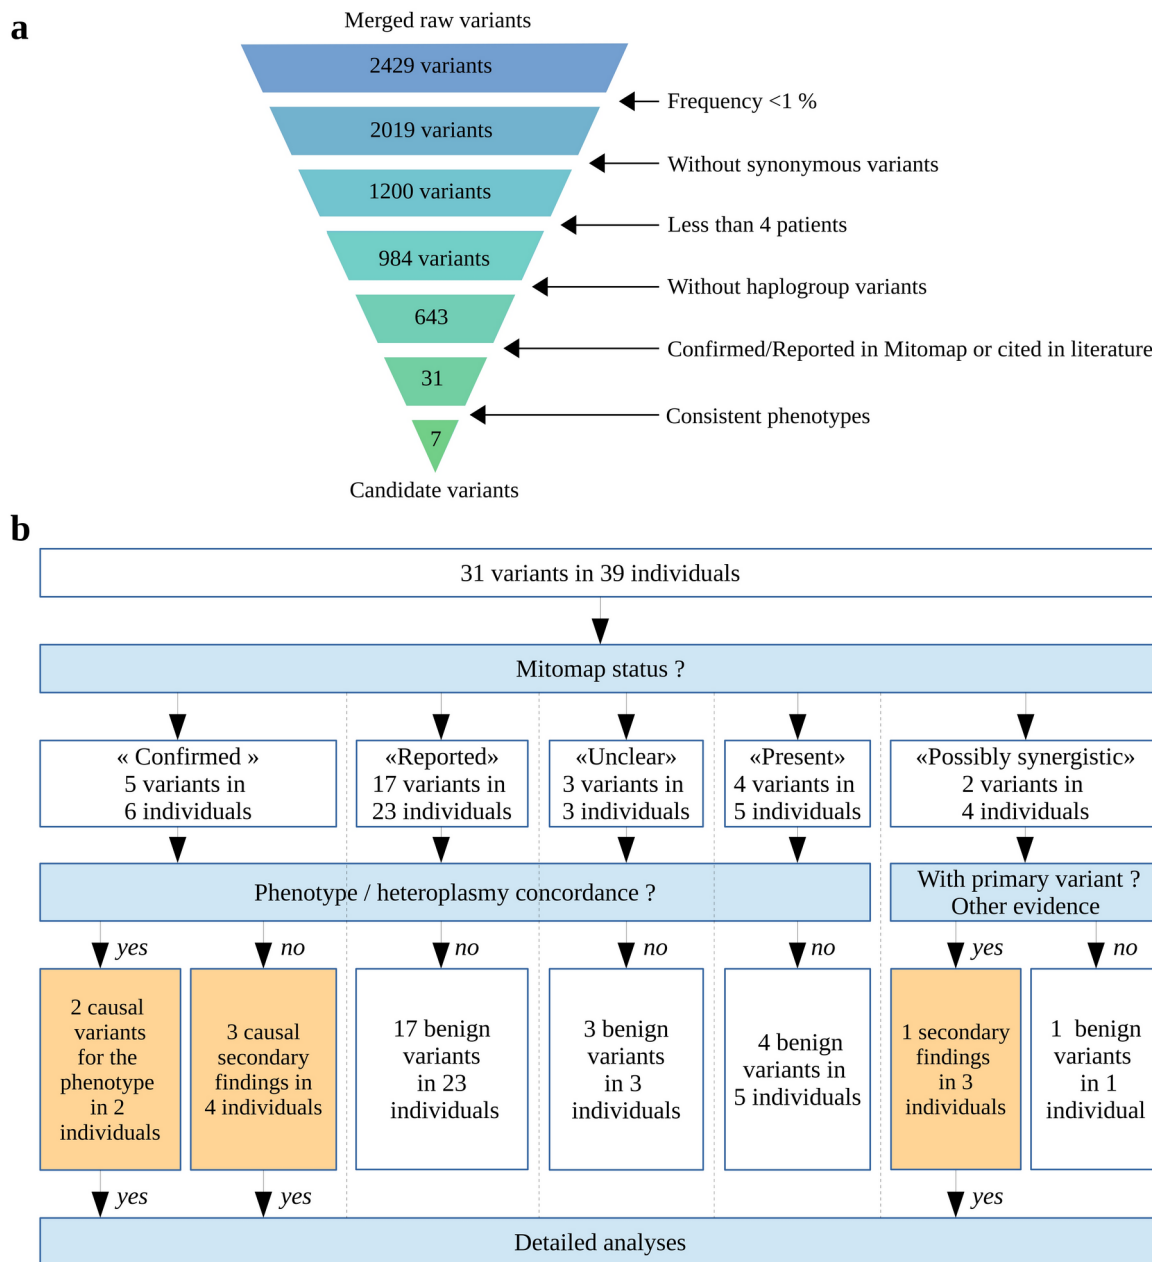 a
Merged raw variants
2429 variants
Frequency <1 %
2019 variants
Without synonymous variants
1200 variants
Less than 4 patients
984 variants
Without haplogroup variants
643
Confirmed/Reported in Mitomap or cited in literature
31
Consistent phenotypes
7
Candidate variants
b
31 variants in 39 individuals
Mitomap status ?
« Confirmed »
5 variants in
6 individuals
«Reported»
17 variants in
23 individuals
«Unclear»
3 variants in
3 individuals
«Present»
4 variants in
5 individuals
«Possibly synergistic»
2 variants in
4 individuals
Phenotype / heteroplasmy concordance ?
With primary variant ?
Other evidence
yes
no
no
no
no
yes
no
2 causal
variants
for the
phenotype
in 2
individuals
3 causal
secondary
findings in
4 individuals
17 benign
variants
in 23
individuals
3 benign
variants
in 3
individuals
4 benign
variants in
5 individuals
1 secondary
findings
in 3
individuals
1 benign
variants
in 1
individual
yes
yes
yes
Detailed analyses